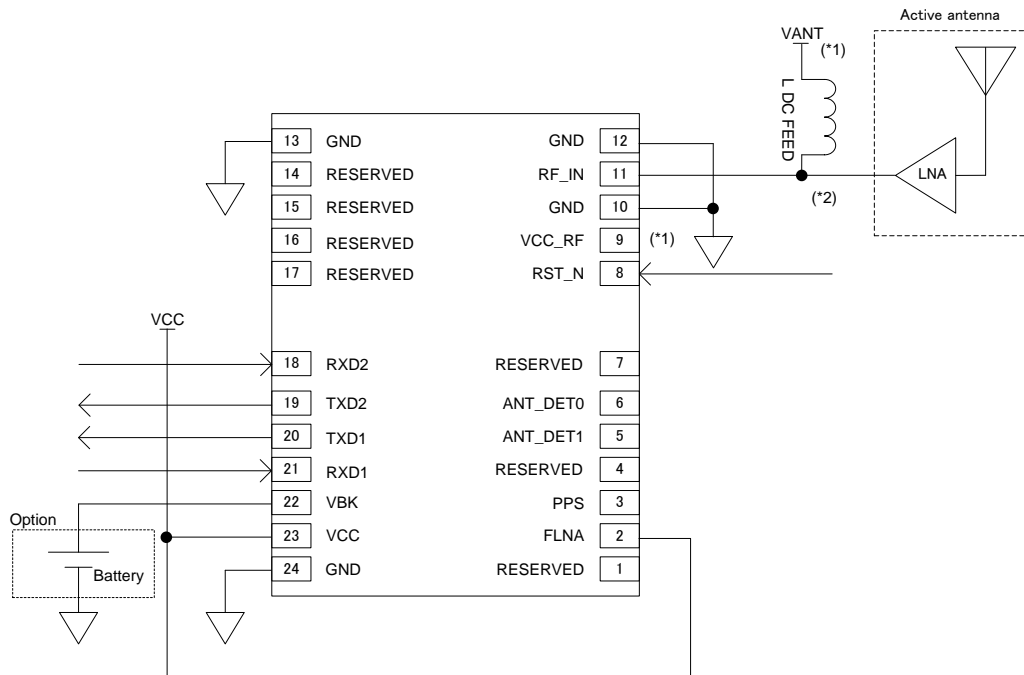 Active antenna
VANT
(*1)
L DC FEED
LNA
(*2)
13 GND
14 RESERVED
15 RESERVED
16 RESERVED
17 RESERVED
GND 12
RF_IN 11
GND 10
VCC_RF 9 (*1)
RST_N 8
VCC
18 RXD2
19 TXD2
20 TXD1
21 RXD1
22 VBK
23 VCC
24 GND
RESERVED 7
ANT_DET0 6
ANT_DET1 5
RESERVED 4
PPS 3
FLNA 2
RESERVED 1
Option
Battery